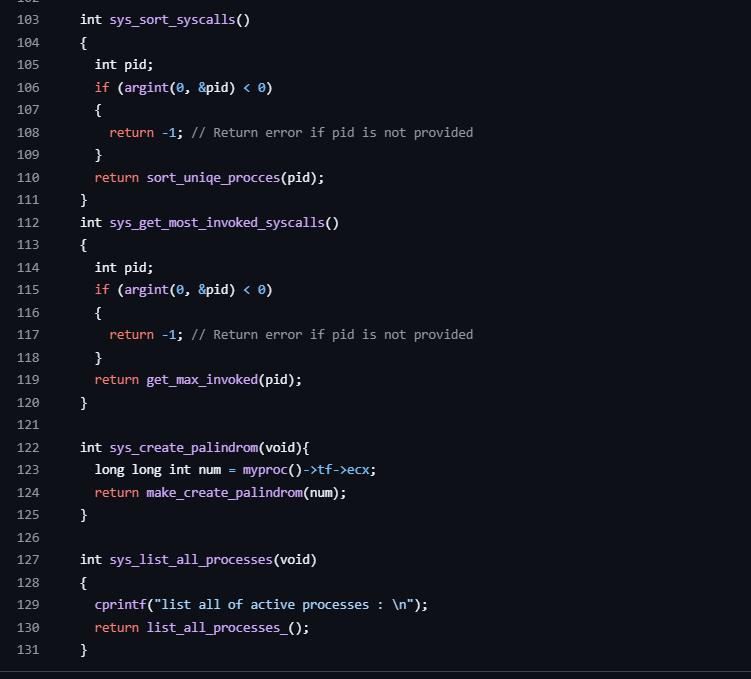 103 int sys_sort_syscalls()
104 {
105 int pid;
106 if (argint(0, &pid) < 0)
107 {
108 return -1; // Return error if pid is not provided
109 }
110 return sort_uniqe_procces(pid);
111 }
112 int sys_get_most_invoked_syscalls()
113 {
114 int pid;
115 if (argint(0, &pid) < 0)
116 {
117 return -1; // Return error if pid is not provided
118 }
119 return get_max_invoked(pid);
120 }
121
122 int sys_create_palindrom(void){
123 long long int num = myproc()->tf->ecx;
124 return make_create_palindrom(num);
125 }
126
127 int sys_list_all_processes(void)
128 {
129 cprintf("list all of active processes : \n");
130 return list_all_processes_();
131 }